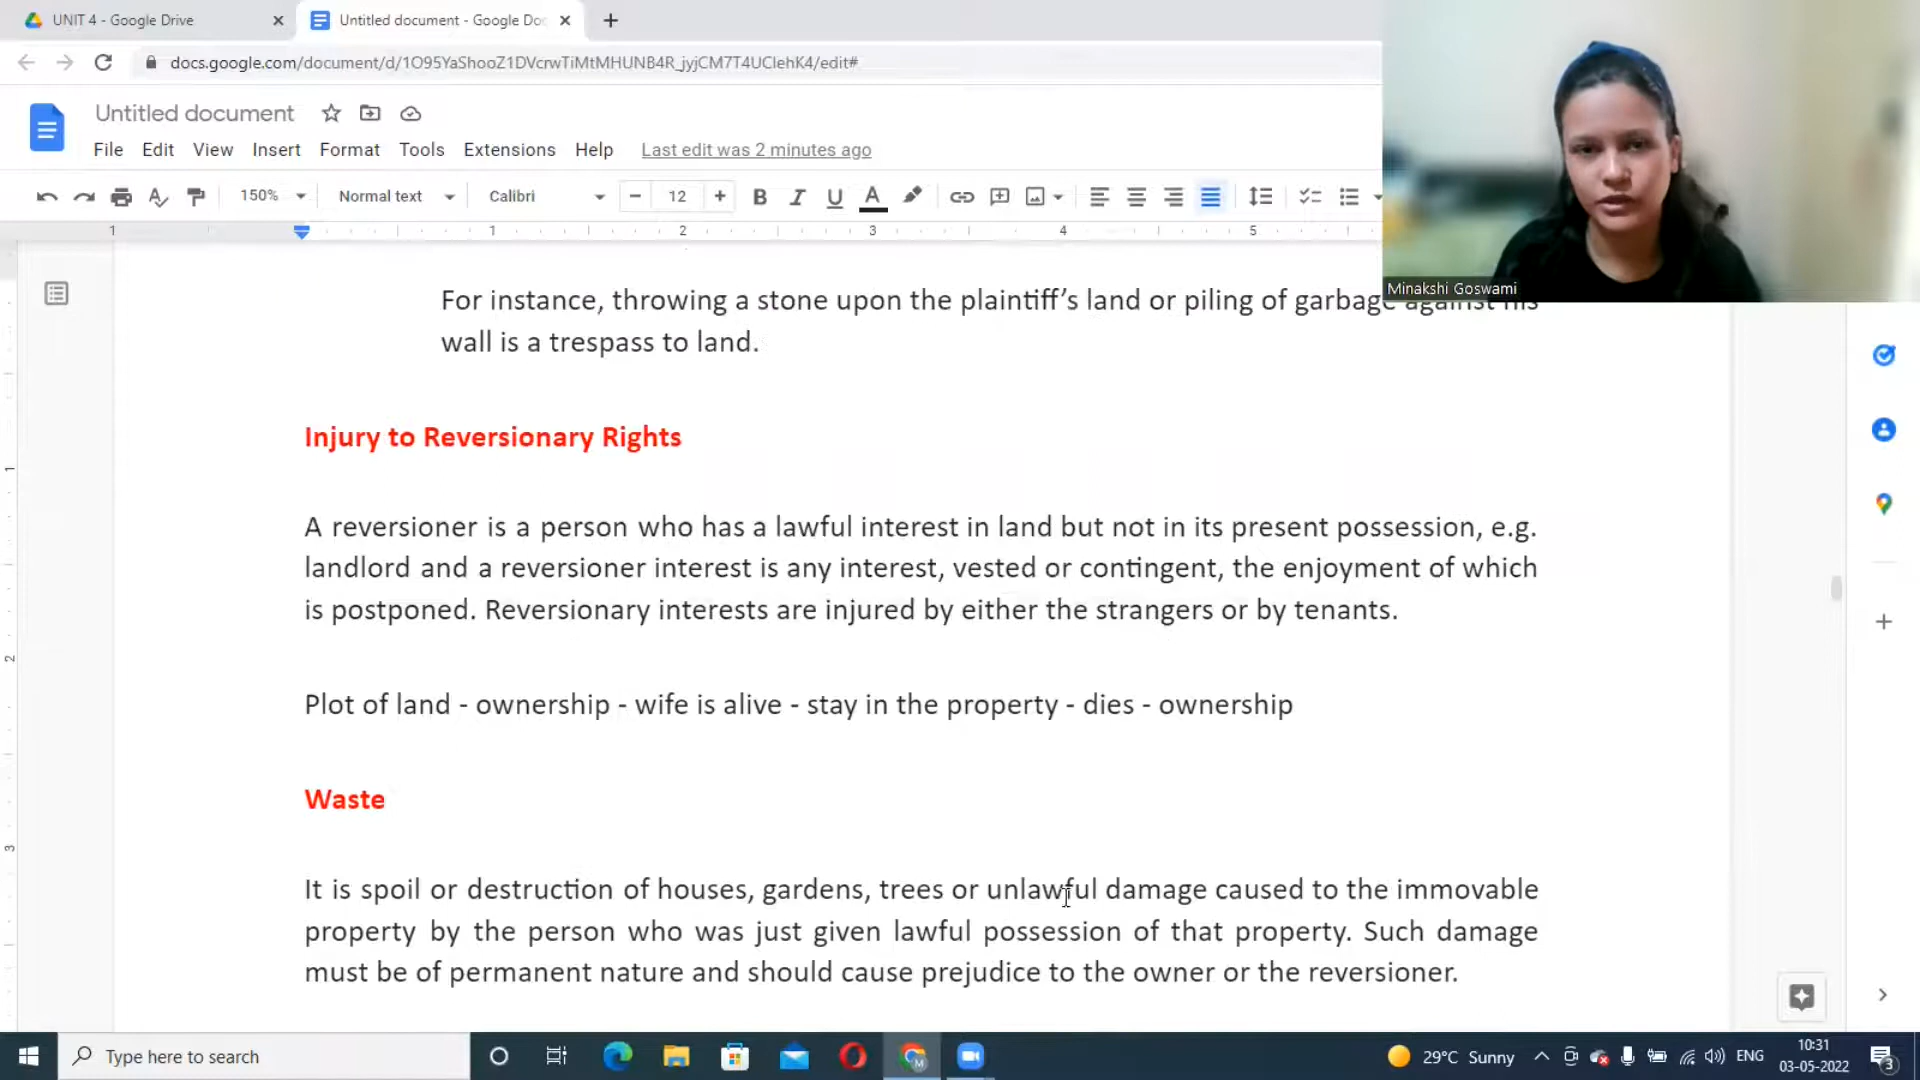 UNIT 4 - Google Drive
Untitled document - Google Do
docs.google.com/document/d/1O95YaShooZ1DVcrwTiMtMHUNB4R_jyjCM7T4UClehK4/edit#
Untitled document
File Edit View Insert Format Tools Extensions Help Last edit was 2 minutes ago
150% Normal text Calibri 12 B I U A
1 1 2 3 4 5
Minakshi Goswami
For instance, throwing a stone upon the plaintiff’s land or piling of garbage against his
wall is a trespass to land.
Injury to Reversionary Rights
1
A reversioner is a person who has a lawful interest in land but not in its present possession, e.g.
landlord and a reversioner interest is any interest, vested or contingent, the enjoyment of which
is postponed. Reversionary interests are injured by either the strangers or by tenants.
2
Plot of land - ownership - wife is alive - stay in the property - dies - ownership
Waste
3
It is spoil or destruction of houses, gardens, trees or unlawful damage caused to the immovable
property by the person who was just given lawful possession of that property. Such damage
must be of permanent nature and should cause prejudice to the owner or the reversioner.
Type here to search
M
29°C Sunny
ENG
10:31
03-05-2022
3